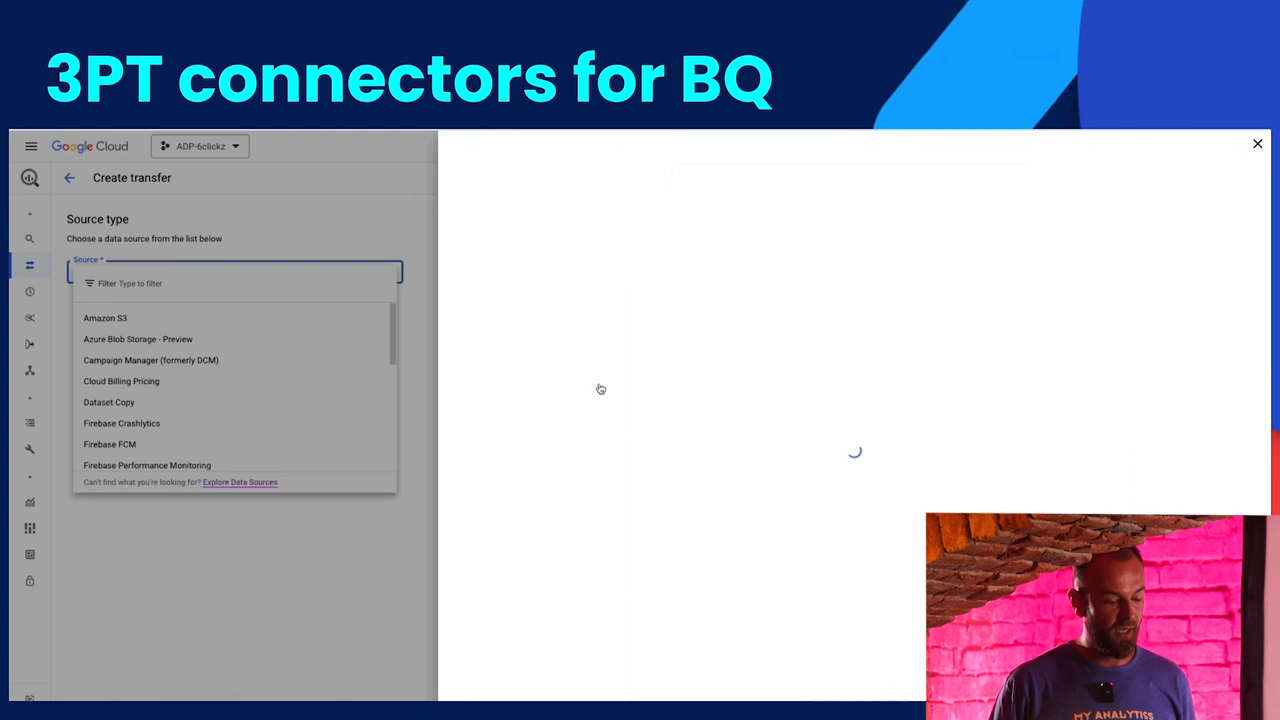 3PT connectors for BQ
Google Cloud
ADP-6clickz
Create transfer
Source type
Choose a data source from the list below
Source *
Filter Type to filter
Amazon S3
Azure Blob Storage - Preview
Campaign Manager (formerly DCM)
Cloud Billing Pricing
Dataset Copy
Firebase Crashlytics
Firebase FCM
Firebase Performance Monitoring
Can't find what you're looking for? Explore Data Sources
MY ANALYTICS